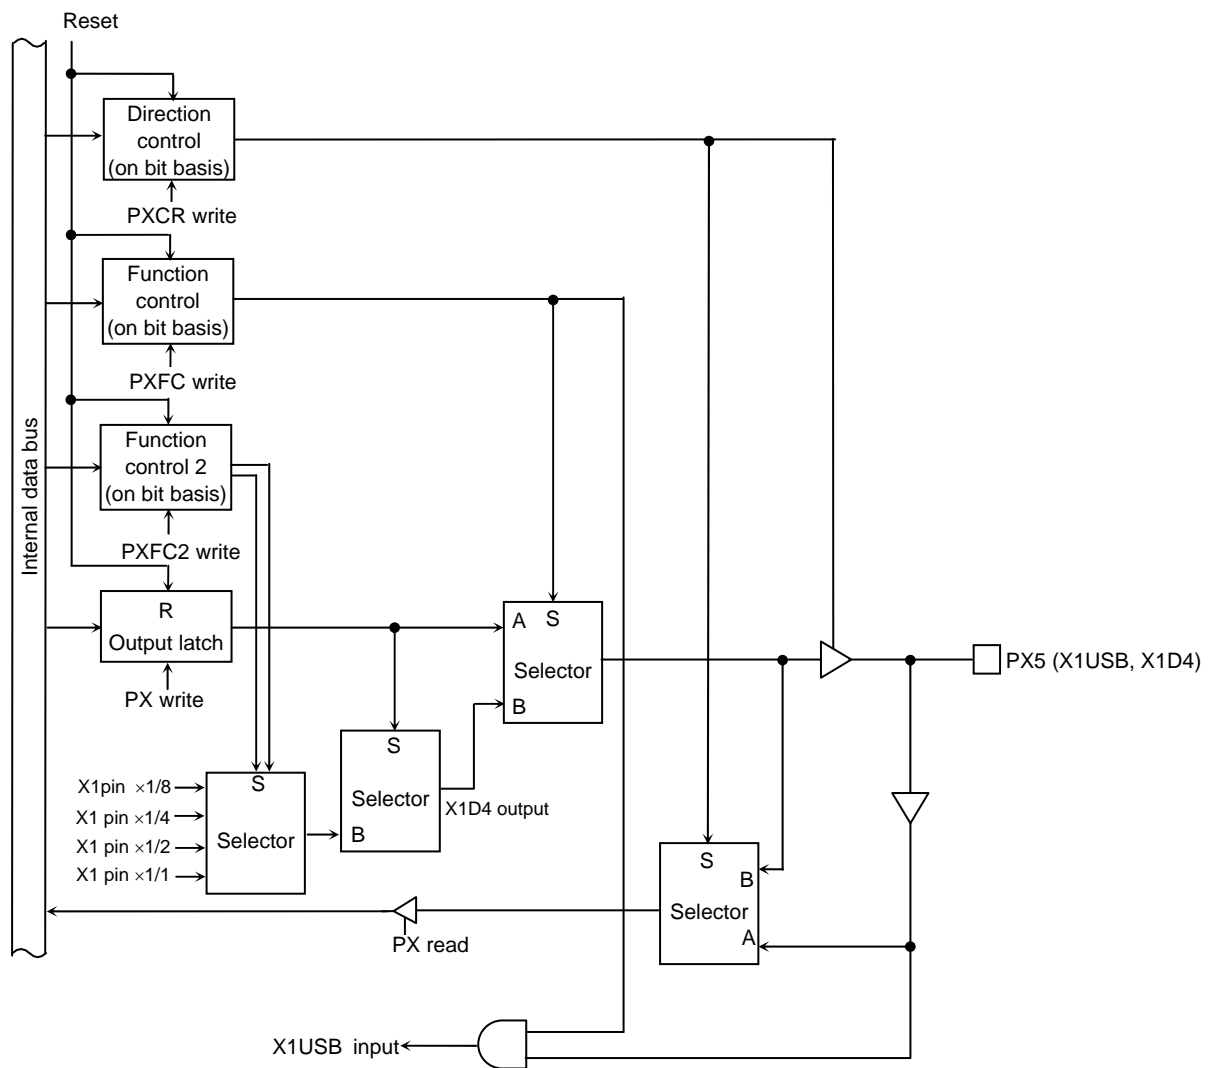 Reset
Direction
control
(on bit basis)
PXCR write
Function
control
(on bit basis)
PXFC write
Function
control 2
(on bit basis)
Internal data bus
PXFC2 write
R
Output latch
PX write
A
S
Selector
B
PX5 (X1USB, X1D4)
S
Selector
B
X1D4 output
X1pin ×1/8
X1 pin ×1/4
X1 pin ×1/2
X1 pin ×1/1
S
Selector
S
B
Selector
A
PX read
X1USB input